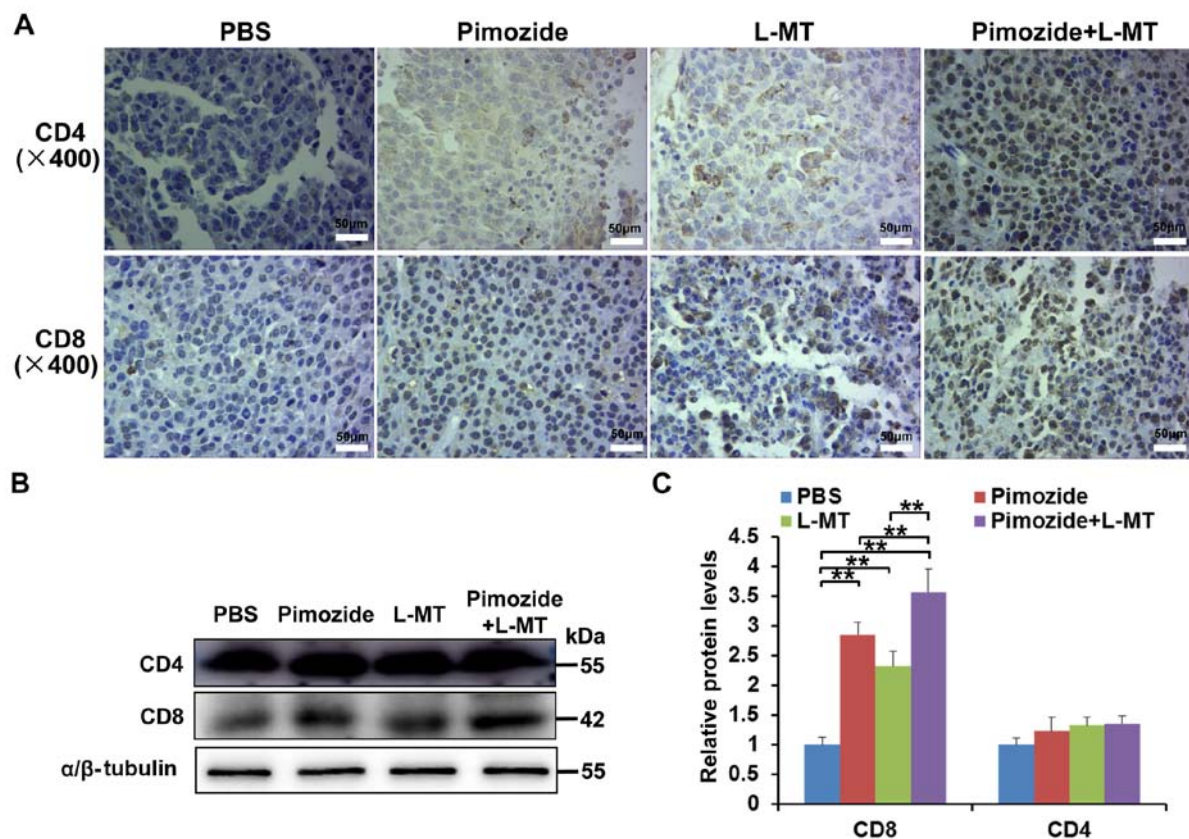 A
PBS Pimozide L-MT Pimozide+L-MT
CD4
(×400)
50μm 50μm 50μm 50μm
CD8
(×400)
50μm 50μm 50μm 50μm
B
PBS Pimozide L-MT Pimozide
+L-MT
kDa
CD4 55
CD8 42
α/β-tubulin 55
C
PBS Pimozide
L-MT Pimozide+L-MT
Relative protein levels
4.5
4
3.5
3
2.5
2
1.5
1
0.5
0
**
**
**
**
**
CD8 CD4